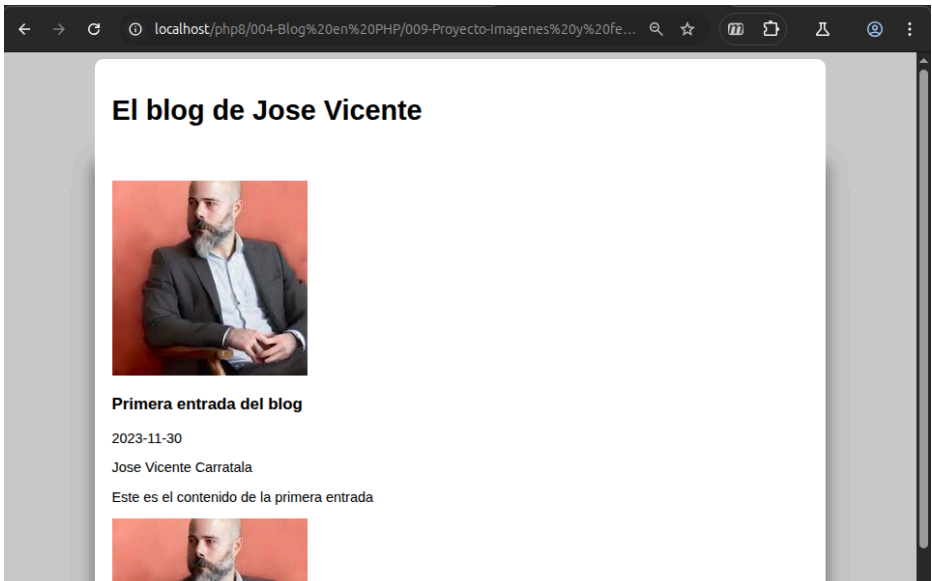 localhost/php8/004-Blog%20en%20PHP/009-Proyecto-Imagenes%20y%20fe...
El blog de Jose Vicente
Primera entrada del blog
2023-11-30
Jose Vicente Carratala
Este es el contenido de la primera entrada